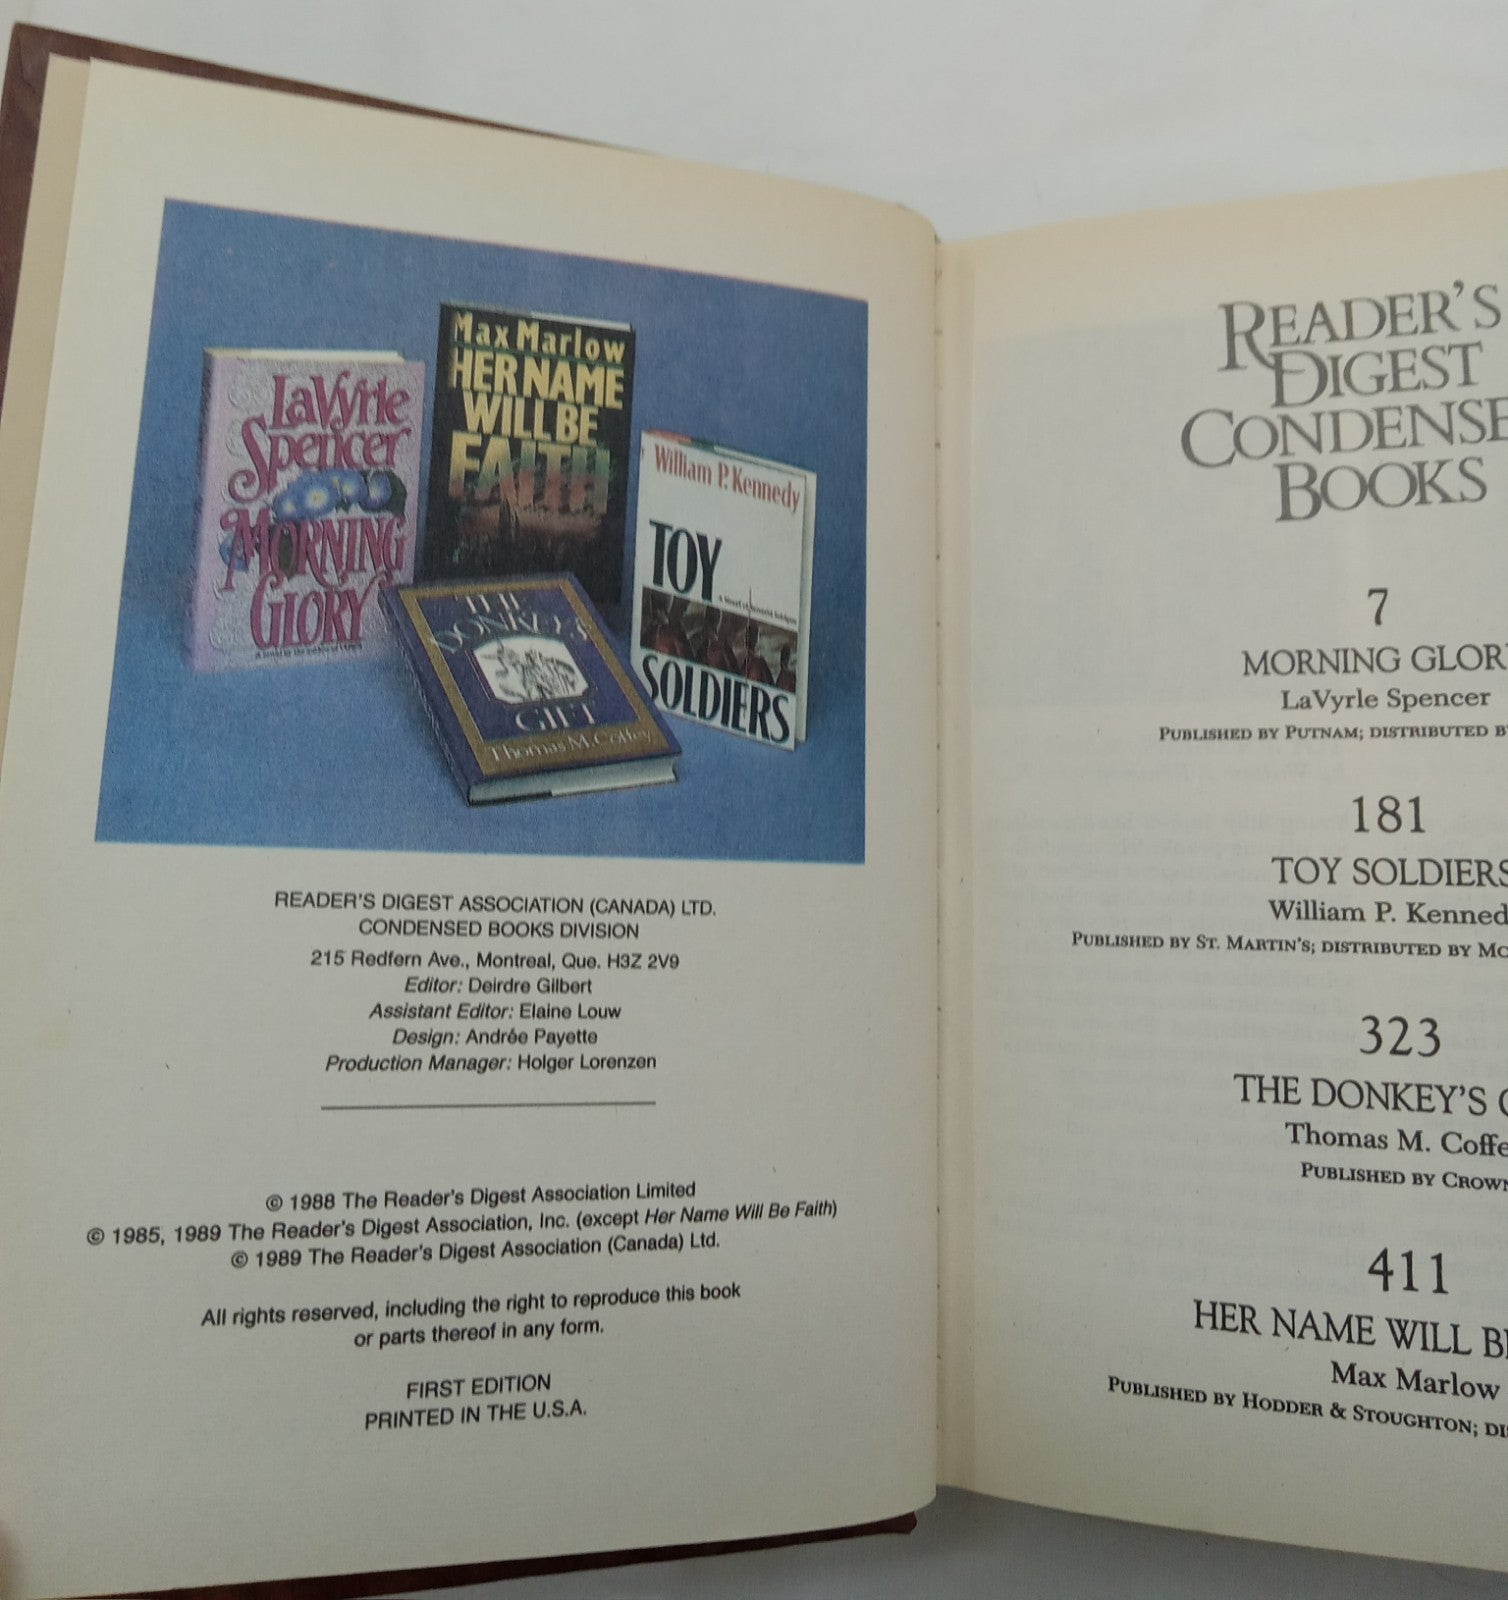 LaVyrle
Spencer
MORNING
GLORY
Max Marlow
HER NAME
WILL BE
FAITH
William P. Kennedy
TOY
SOLDIERS
THE
DONKEY'S
GIFT
Thomas M. Coffey
READER'S DIGEST ASSOCIATION (CANADA) LTD.
CONDENSED BOOKS DIVISION
215 Redfern Ave., Montreal, Que. H3Z 2V9
Editor: Deirdre Gilbert
Assistant Editor: Elaine Louw
Design: Andrée Payette
Production Manager: Holger Lorenzen
© 1988 The Reader's Digest Association Limited
© 1985, 1989 The Reader's Digest Association, Inc. (except Her Name Will Be Faith)
© 1989 The Reader's Digest Association (Canada) Ltd.
All rights reserved, including the right to reproduce this book
or parts thereof in any form.
FIRST EDITION
PRINTED IN THE U.S.A.
READER'S
DIGEST
CONDENSE
BOOKS
7
MORNING GLOR
LaVyrle Spencer
PUBLISHED BY PUTNAM; DISTRIBUTED B
181
TOY SOLDIERS
William P. Kenned
PUBLISHED BY ST. MARTIN'S; DISTRIBUTED BY MC
323
THE DONKEY'S G
Thomas M. Coffe
PUBLISHED BY CROWN
411
HER NAME WILL B
Max Marlow
PUBLISHED BY HODDER & STOUGHTON; DI